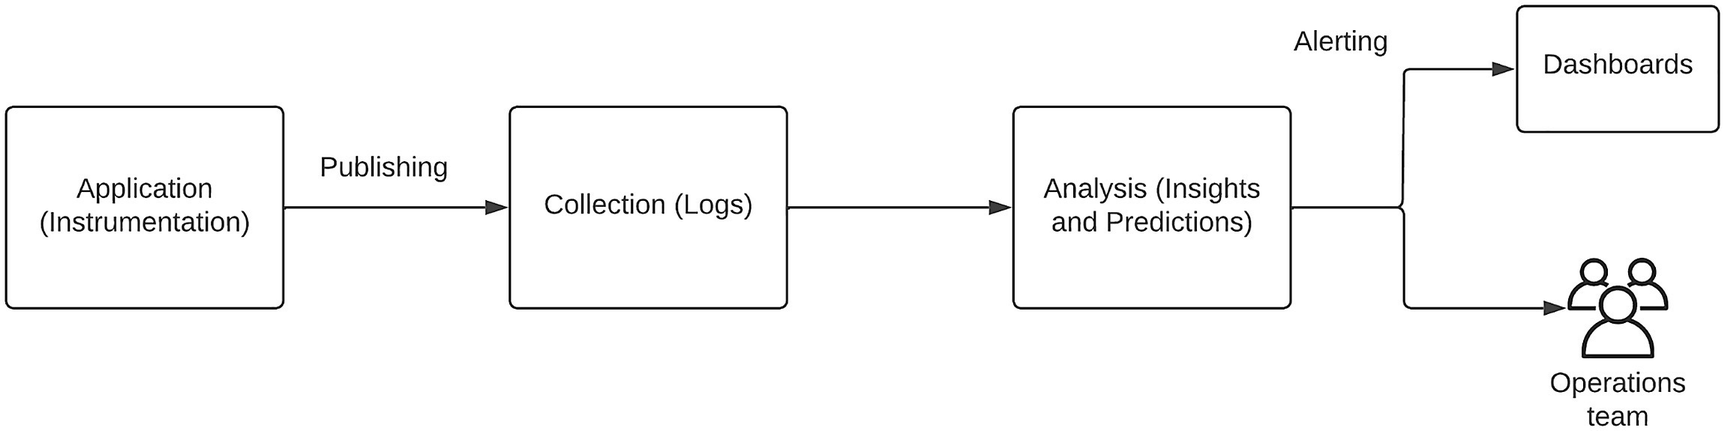 Application
(Instrumentation)
Publishing
Collection (Logs)
Analysis (Insights
and Predictions)
Alerting
Dashboards
Operations
team